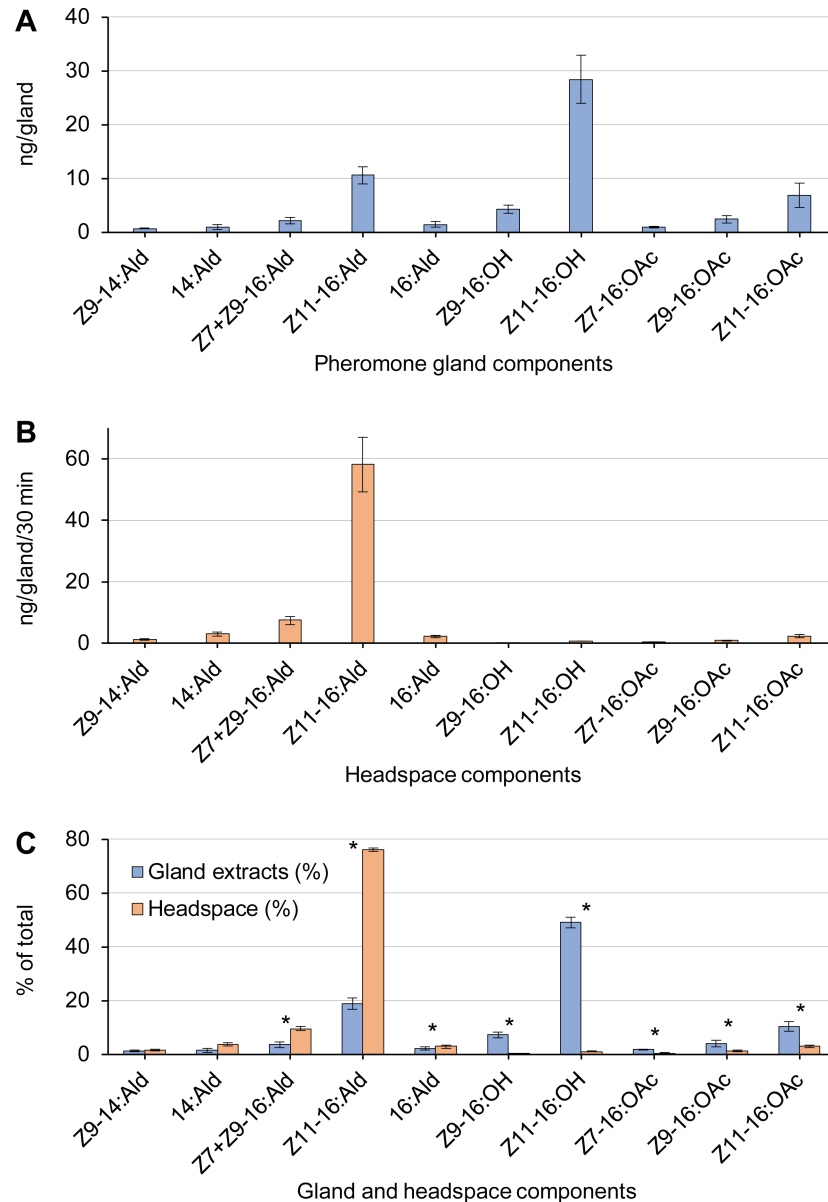 A
40
30
20
10
0
ng/gland
Z9-14:Ald
14:Ald
Z7+Z9-16:Ald
Z11-16:Ald
16:Ald
Z9-16:OH
Z11-16:OH
Z7-16:OAc
Z9-16:OAc
Z11-16:OAc
Pheromone gland components
B
60
40
20
0
ng/gland/30 min
Z9-14:Ald
14:Ald
Z7+Z9-16:Ald
Z11-16:Ald
16:Ald
Z9-16:OH
Z11-16:OH
Z7-16:OAc
Z9-16:OAc
Z11-16:OAc
Headspace components
C
80
60
40
20
0
% of total
Gland extracts (%)
Headspace (%)
*
*
*
*
*
*
*
*
Z9-14:Ald
14:Ald
Z7+Z9-16:Ald
Z11-16:Ald
16:Ald
Z9-16:OH
Z11-16:OH
Z7-16:OAc
Z9-16:OAc
Z11-16:OAc
Gland and headspace components